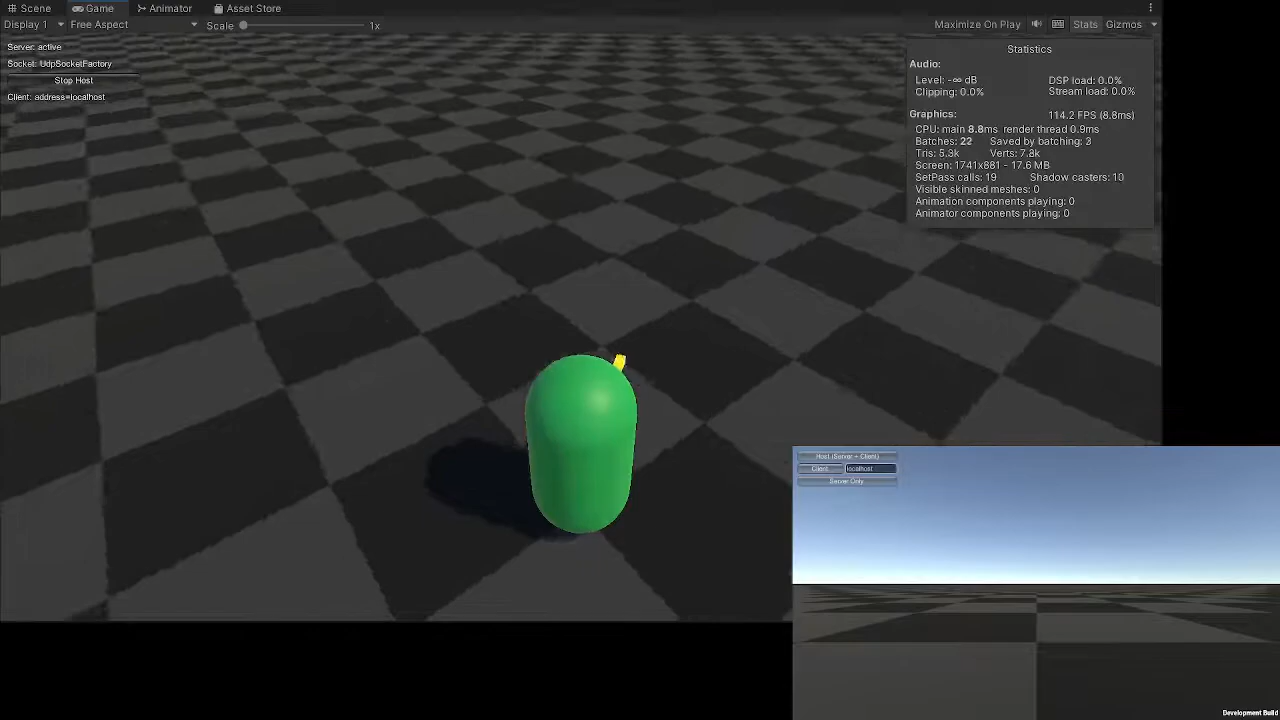 Scene Game Animator Asset Store
Display 1 Free Aspect Scale 1x Maximize On Play Stats Gizmos
Server: active
Socket: UdpSocketFactory
Stop Host
Client: address=localhost
Statistics
Audio:
Level: -∞ dB DSP load: 0.0%
Clipping: 0.0% Stream load: 0.0%
Graphics: 114.2 FPS (8.8ms)
CPU: main 8.8ms render thread 0.9ms
Batches: 22 Saved by batching: 3
Tris: 5.3k Verts: 7.8k
Screen: 1741x881 - 17.6 MB
SetPass calls: 19 Shadow casters: 10
Visible skinned meshes: 0
Animation components playing: 0
Animator components playing: 0
Host (Server + Client)
Client localhost
Server Only
Development Build